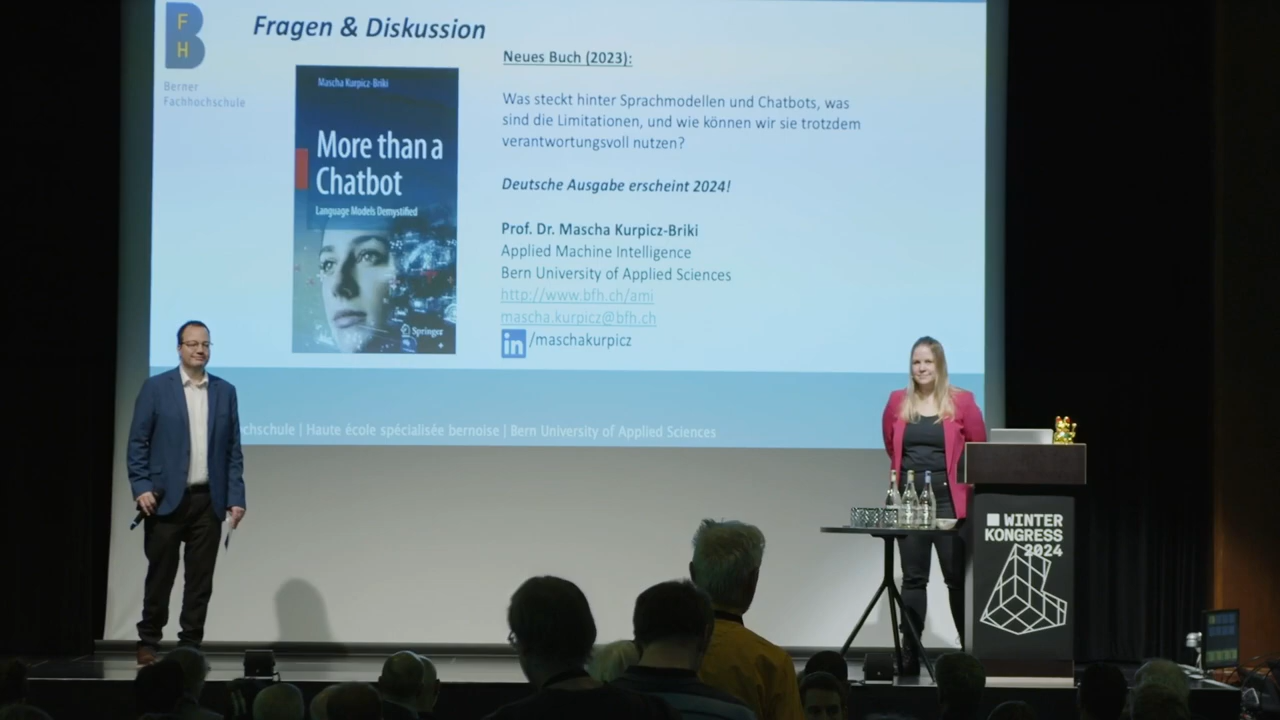 B
F
H
Berner
Fachhochschule
Fragen & Diskussion
Mascha Kurpicz-Briki
More than a
Chatbot
Language Models Demystified
Springer
Neues Buch (2023):
Was steckt hinter Sprachmodellen und Chatbots, was
sind die Limitationen, und wie können wir sie trotzdem
verantwortungsvoll nutzen?
Deutsche Ausgabe erscheint 2024!
Prof. Dr. Mascha Kurpicz-Briki
Applied Machine Intelligence
Bern University of Applied Sciences
http://www.bfh.ch/ami
mascha.kurpicz@bfh.ch
in /maschakurpicz
chschule | Haute école spécialisée bernoise | Bern University of Applied Sciences
WINTER
KONGRESS
2024